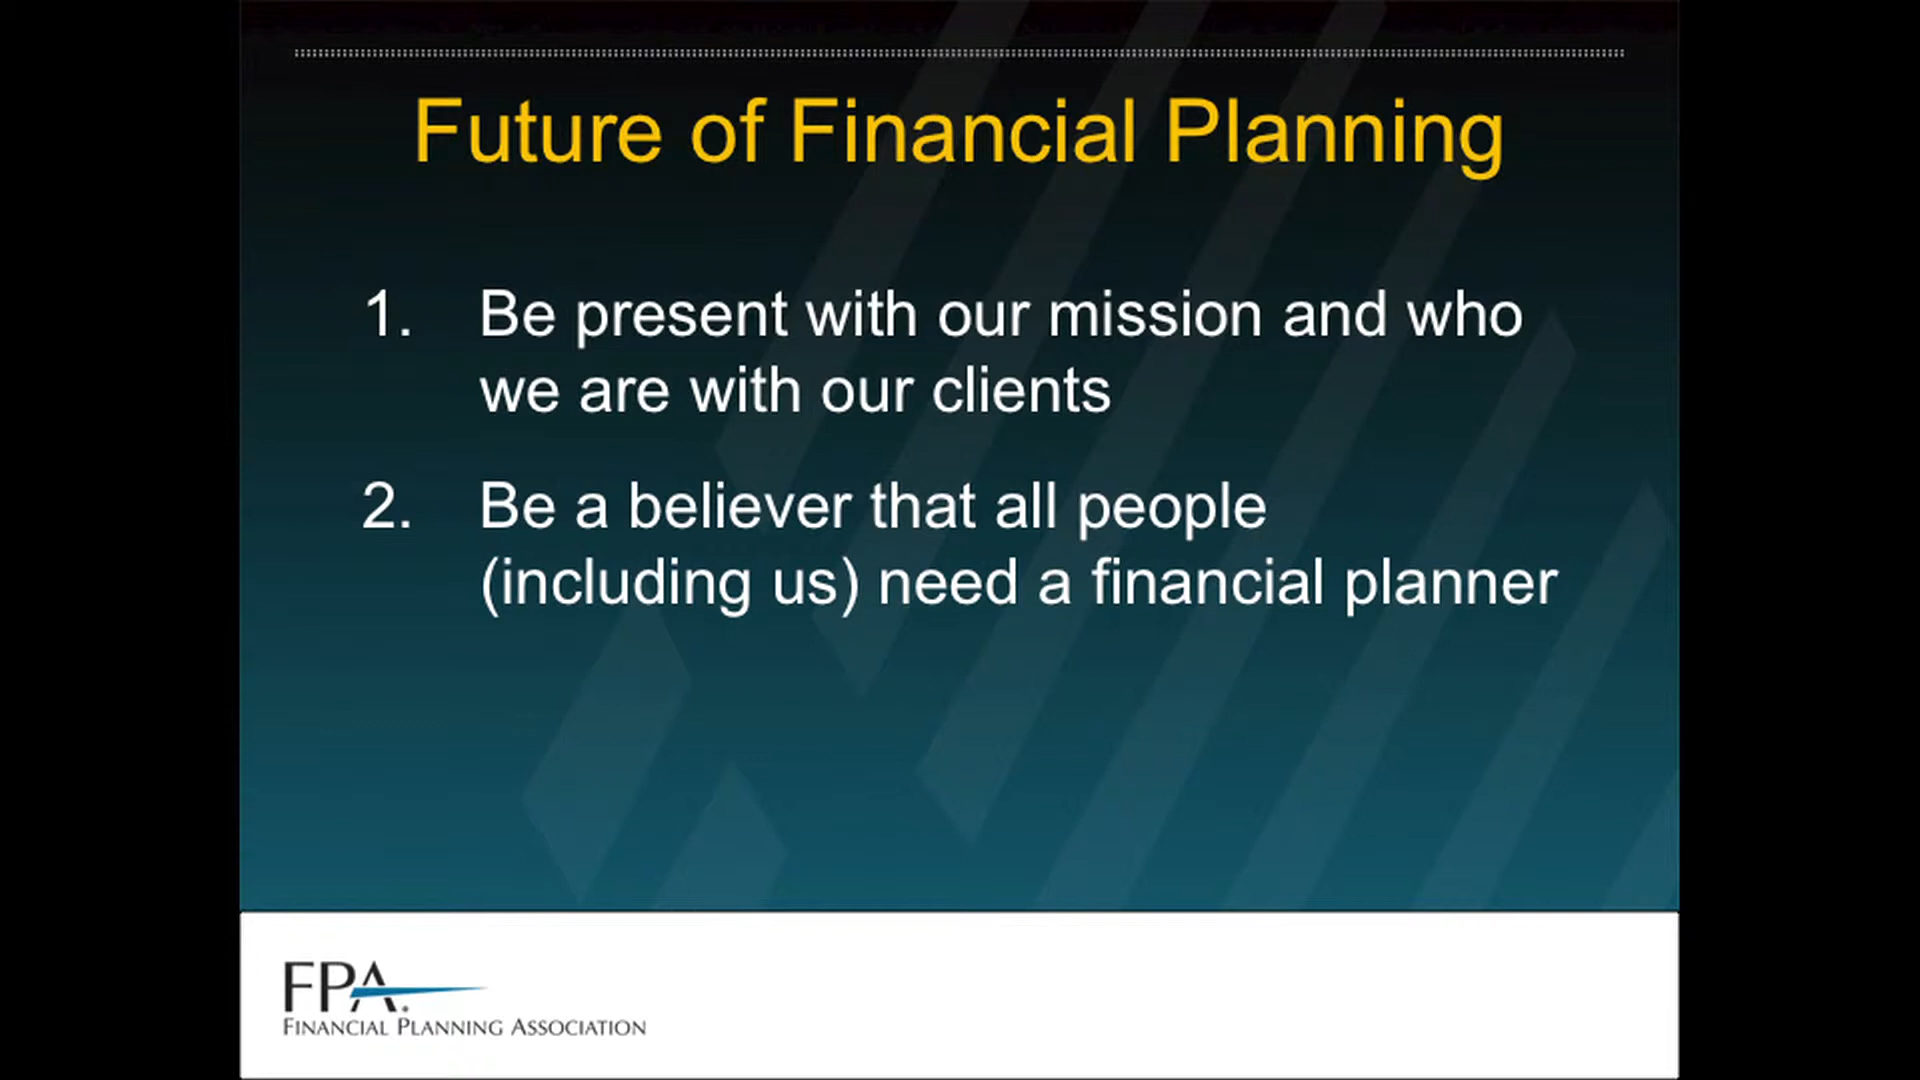 Future of Financial Planning
1. Be present with our mission and who
we are with our clients
2. Be a believer that all people
(including us) need a financial planner
FPA®
FINANCIAL PLANNING ASSOCIATION